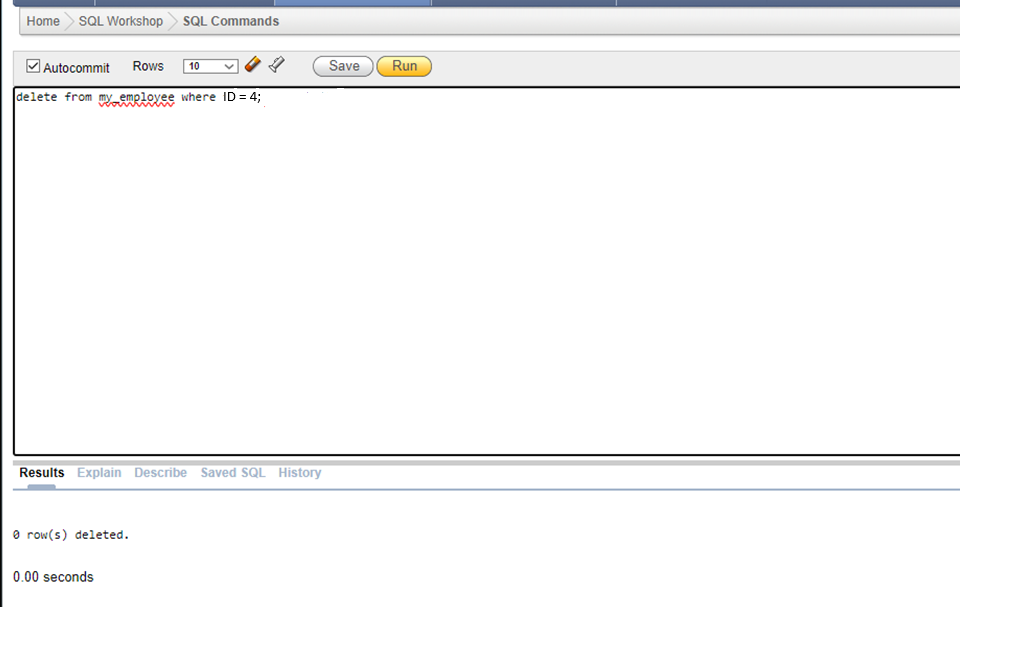 Home SQL Workshop SQL Commands
Autocommit Rows 10 Save Run
delete from my_employee where ID = 4;
Results Explain Describe Saved SQL History
0 row(s) deleted.
0.00 seconds